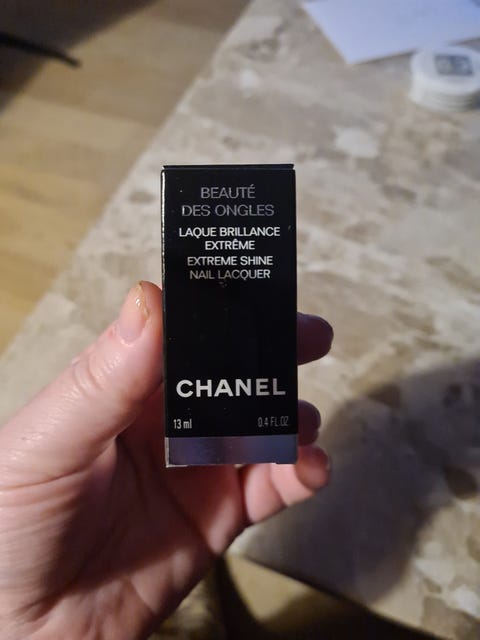 BEAUTÉ
DES ONGLES
LAQUE BRILLANCE
EXTRÊME
EXTREME SHINE
NAIL LACQUER
CHANEL
13 ml 0.4 FL.OZ.